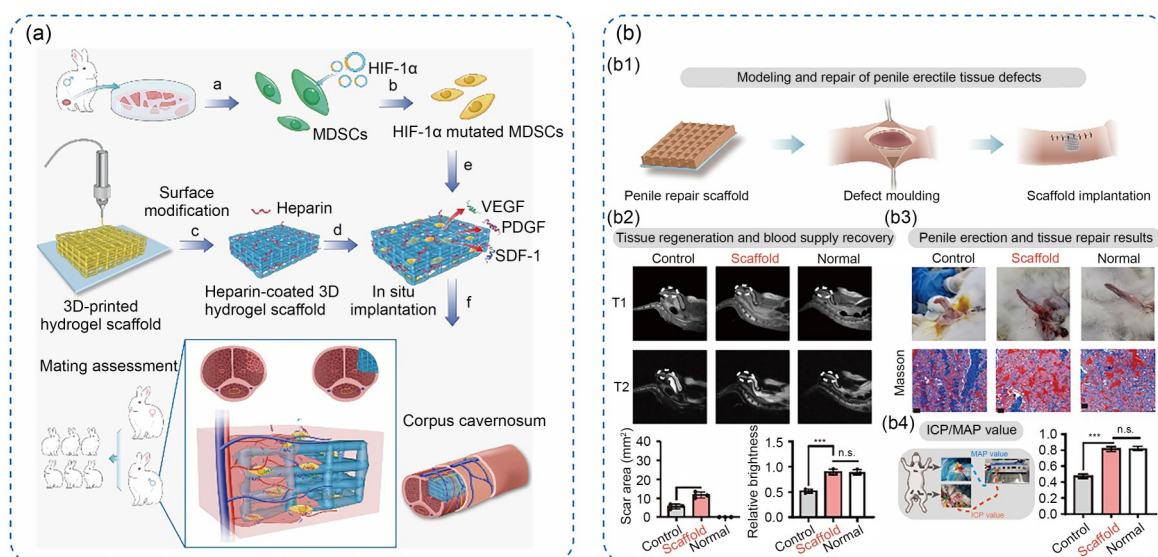 (a)
a
HIF-1α
b
MDSCs
HIF-1α mutated MDSCs
e
Surface
modification
Heparin
VEGF
PDGF
SDF-1
c
d
3D-printed
hydrogel scaffold
Heparin-coated 3D
hydrogel scaffold
In situ
implantation
f
Mating assessment
Corpus cavernosum
(b)
(b1)
Modeling and repair of penile erectile tissue defects
Penile repair scaffold
Defect moulding
Scaffold implantation
(b2)
Tissue regeneration and blood supply recovery
Control
Scaffold
Normal
T1
T2
Scaar area (mm²)
40
30
20
10
0
Control
Scaffold
Normal
Relative brightness
1.5
1.0
0.5
0.0
***
n.s.
Control
Scaffold
Normal
(b3)
Penile erection and tissue repair results
Control
Scaffold
Normal
Masson
(b4)
ICP/MAP value
MAP value
ICP value
1.0
0.8
0.6
0.4
0.2
0.0
***
n.s.
Control
Scaffold
Normal